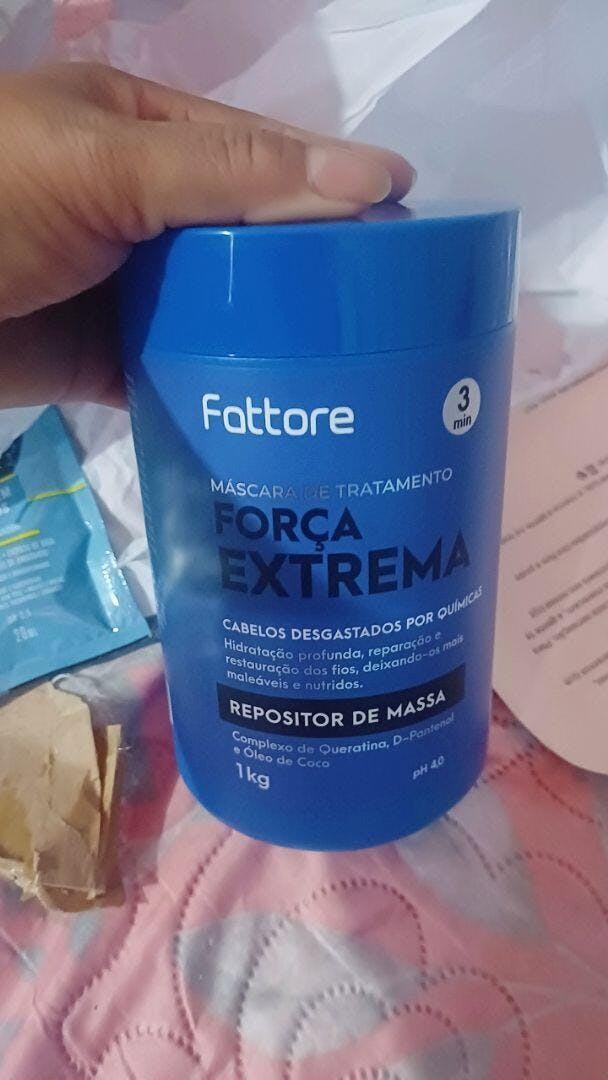 Fattore
3
min
MÁSCARA DE TRATAMENTO
FORÇA
EXTREMA
CABELOS DESGASTADOS POR QUÍMICAS
Hidratação profunda, reparação e
restauração dos fios, deixando-os mais
maleáveis e nutridos.
REPOSITOR DE MASSA
Complexo de Queratina, D-Pantenol
e Óleo de Coco
1kg
pH 4,0